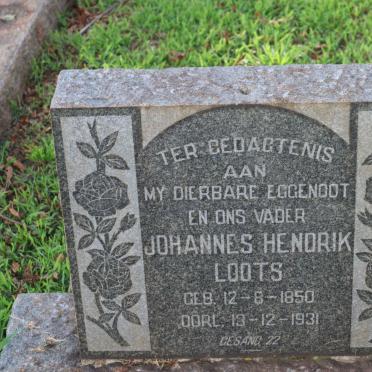 TER GEDAGTENIS
AAN
MY DIERBARE EGGENOOT
EN ONS VADER
JOHANNES HENDRIK
LOOTS
GEB. 12-8-1850
OORL. 19-12-1931
GESANG 22